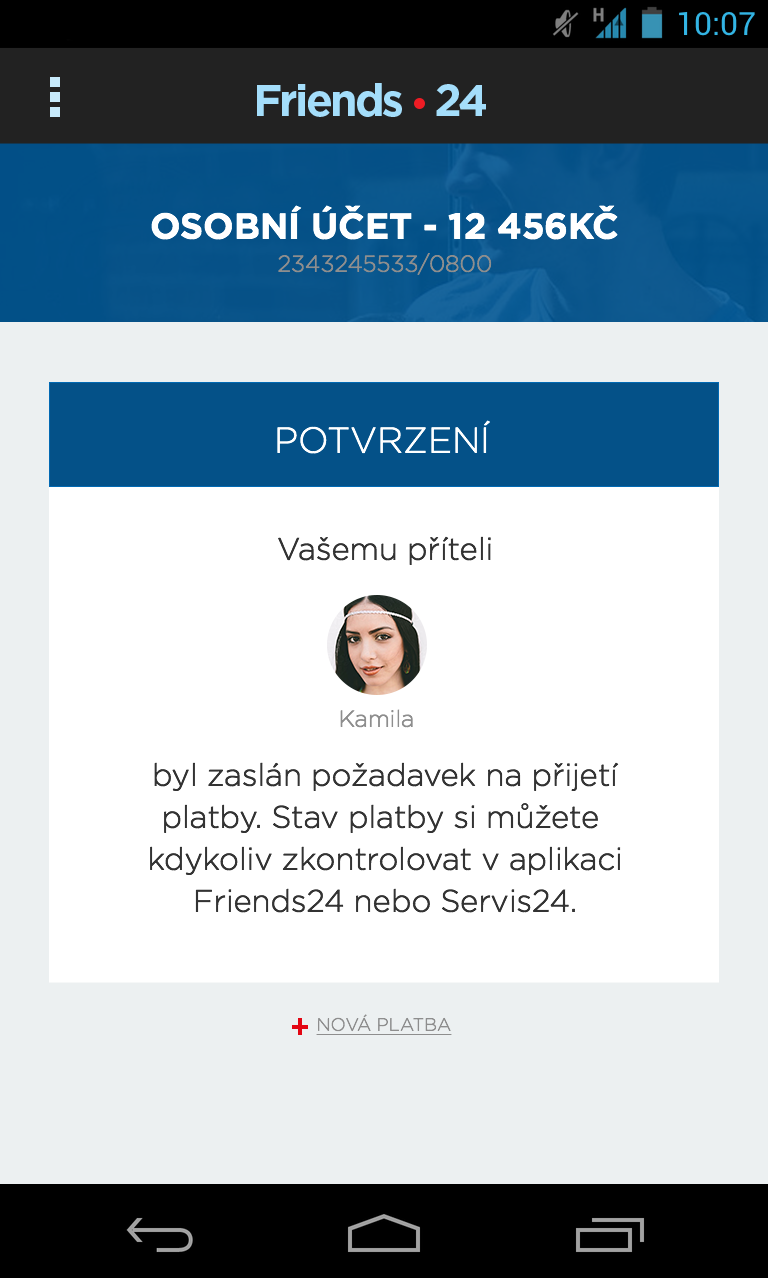 H 10:07
Friends • 24
OSOBNÍ ÚČET - 12 456KČ
2343245533/0800
POTVRZENÍ
Vašemu příteli
Kamila
byl zaslán požadavek na přijetí
platby. Stav platby si můžete
kdykoliv zkontrolovat v aplikaci
Friends24 nebo Servis24.
NOVÁ PLATBA